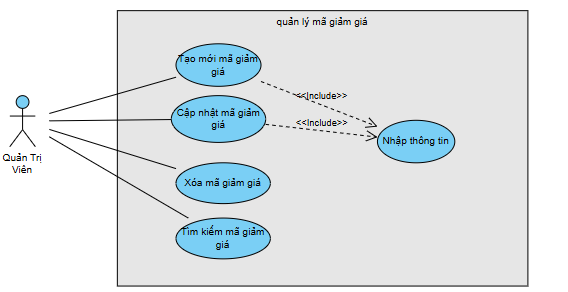 quản lý mã giảm giá
Tạo mới mã giảm
giá
<<Include>>
Cập nhật mã giảm
giá
<<Include>>
Nhập thông tin
Quản Trị
Viên
Xóa mã giảm giá
Tìm kiếm mã giảm
giá